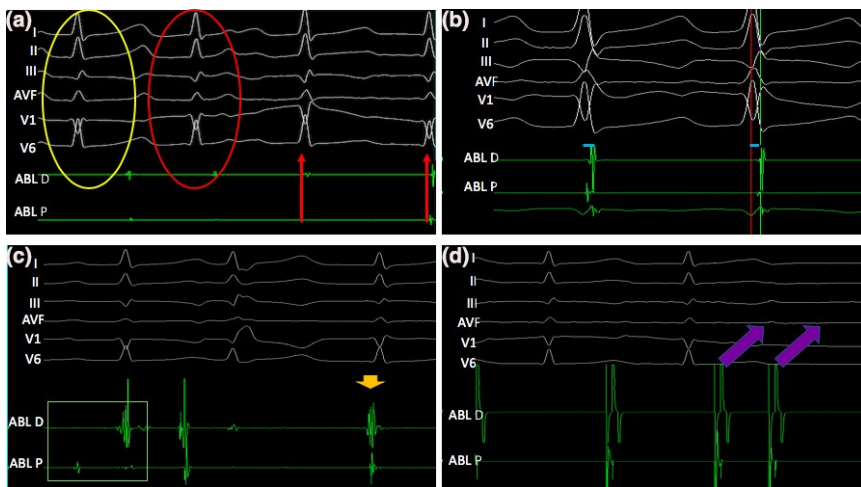 (a)
I
II
III
AVF
V1
V6
ABL D
ABL P
(b)
I
II
III
AVF
V1
V6
ABL D
ABL P
(c)
I
II
III
AVF
V1
V6
ABL D
ABL P
(d)
I
II
III
AVF
V1
V6
ABL D
ABL P